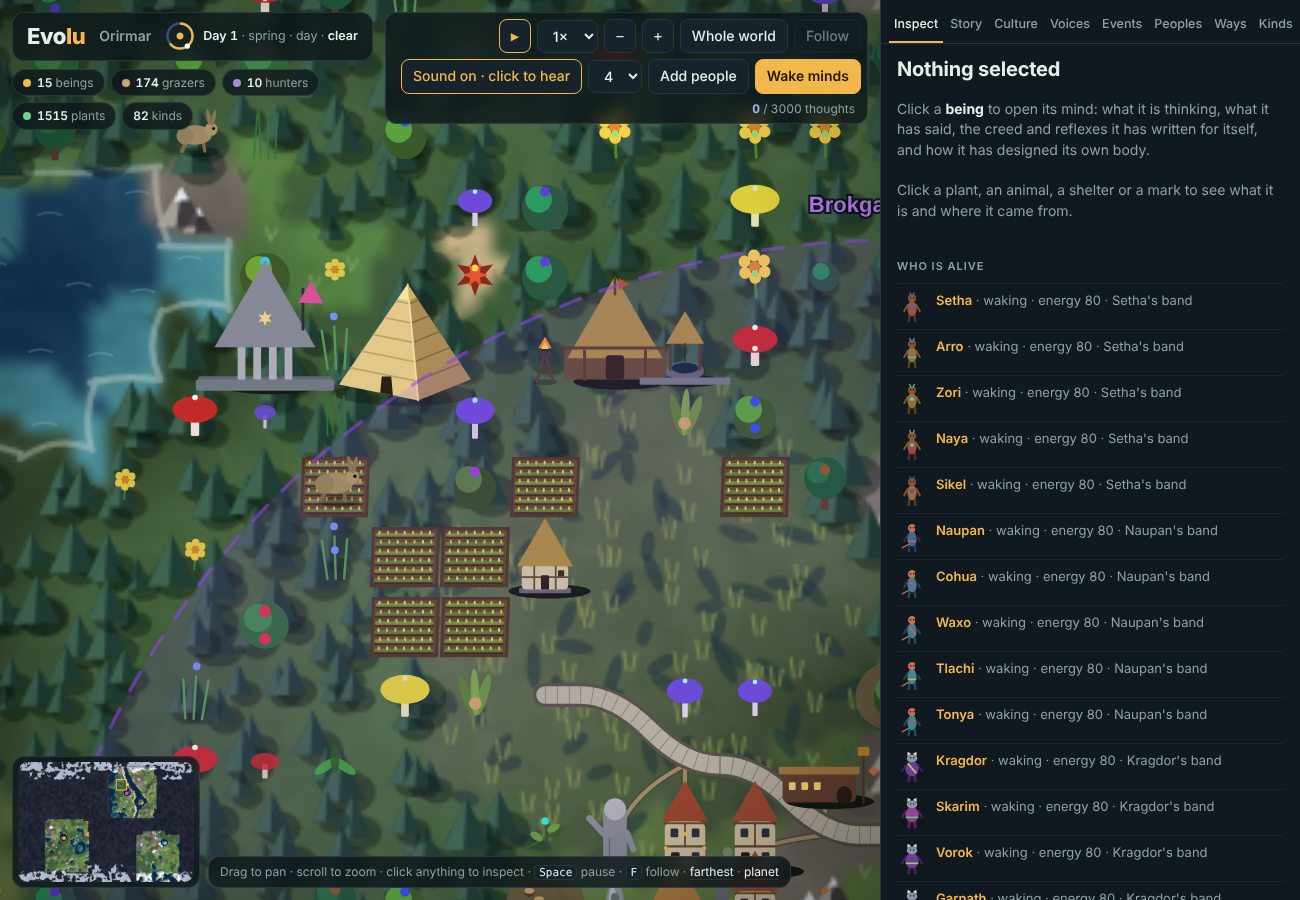 Evolu Orirmar Day 1 · spring · day · clear
15 beings 174 grazers 10 hunters
1515 plants 82 kinds
▶ 1× − + Whole world Follow
Sound on · click to hear 4 Add people Wake minds
0 / 3000 thoughts
Brokga
Drag to pan · scroll to zoom · click anything to inspect · Space pause · F follow · farthest · planet
Inspect Story Culture Voices Events Peoples Ways Kinds
Nothing selected
Click a being to open its mind: what it is thinking, what it
has said, the creed and reflexes it has written for itself,
and how it has designed its own body.
Click a plant, an animal, a shelter or a mark to see what it
is and where it came from.
WHO IS ALIVE
Setha · waking · energy 80 · Setha's band
Arro · waking · energy 80 · Setha's band
Zori · waking · energy 80 · Setha's band
Naya · waking · energy 80 · Setha's band
Sikel · waking · energy 80 · Setha's band
Naupan · waking · energy 80 · Naupan's band
Cohua · waking · energy 80 · Naupan's band
Waxo · waking · energy 80 · Naupan's band
Tlachi · waking · energy 80 · Naupan's band
Tonya · waking · energy 80 · Naupan's band
Kragdor · waking · energy 80 · Kragdor's band
Skarim · waking · energy 80 · Kragdor's band
Vorok · waking · energy 80 · Kragdor's band
Garnath · waking · energy 80 · Kragdor's band